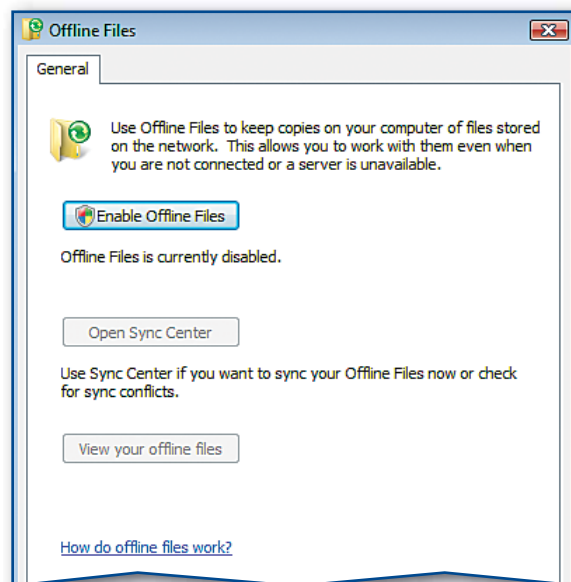 Offline Files
General
Use Offline Files to keep copies on your computer of files stored
on the network. This allows you to work with them even when
you are not connected or a server is unavailable.
Enable Offline Files
Offline Files is currently disabled.
Open Sync Center
Use Sync Center if you want to sync your Offline Files now or check
for sync conflicts.
View your offline files
How do offline files work?